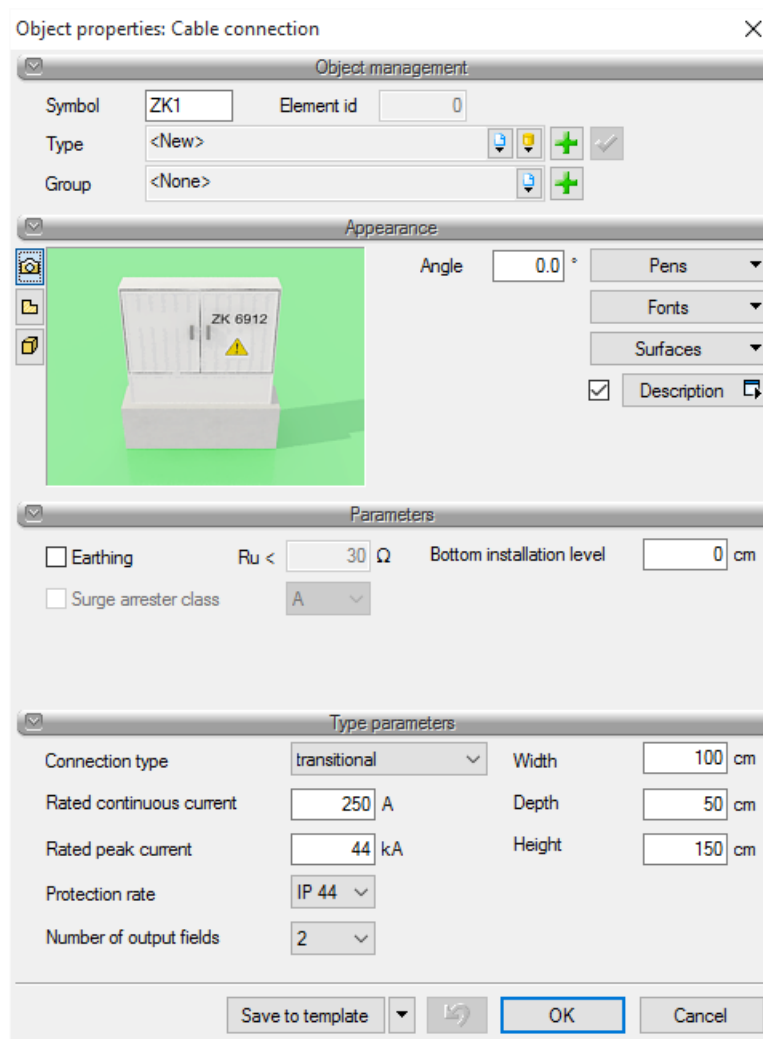 Object properties: Cable connection
Object management
Symbol ZK1 Element id 0
Type <New>
Group <None>
Appearance
ZK 6912
Angle 0.0 ° Pens
Fonts
Surfaces
Description
Parameters
Earthing Ru < 30 Ω Bottom installation level 0 cm
Surge arrester class A
Type parameters
Connection type transitional Width 100 cm
Rated continuous current 250 A Depth 50 cm
Rated peak current 44 kA Height 150 cm
Protection rate IP 44
Number of output fields 2
Save to template OK Cancel